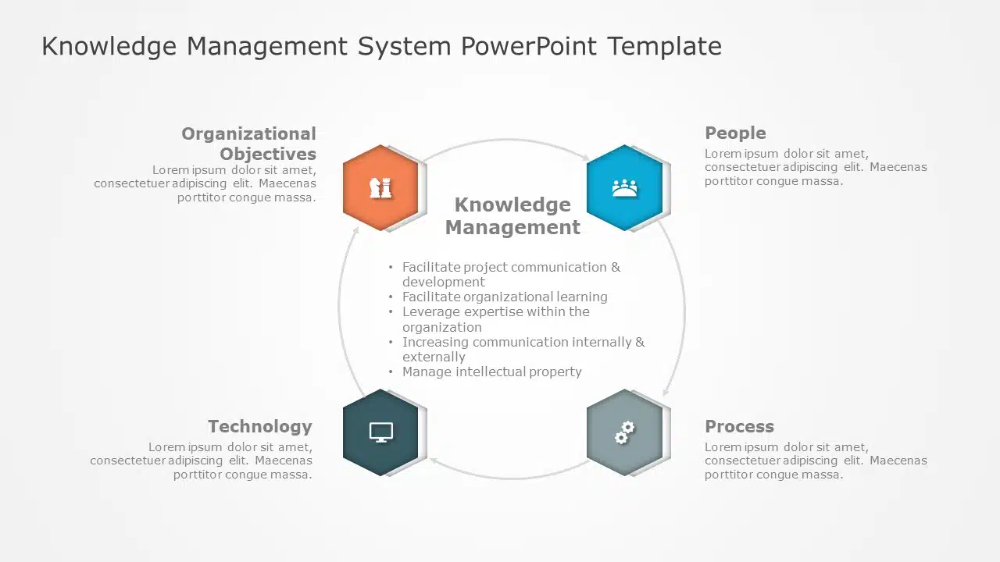 Knowledge Management System PowerPoint Template
Organizational
Objectives
Lorem ipsum dolor sit amet,
consectetuer adipiscing elit. Maecenas
porttitor congue massa.
People
Lorem ipsum dolor sit amet,
consectetuer adipiscing elit. Maecenas
porttitor congue massa.
Knowledge
Management
• Facilitate project communication &
development
• Facilitate organizational learning
• Leverage expertise within the
organization
• Increasing communication internally &
externally
• Manage intellectual property
Technology
Lorem ipsum dolor sit amet,
consectetuer adipiscing elit. Maecenas
porttitor congue massa.
Process
Lorem ipsum dolor sit amet,
consectetuer adipiscing elit. Maecenas
porttitor congue massa.